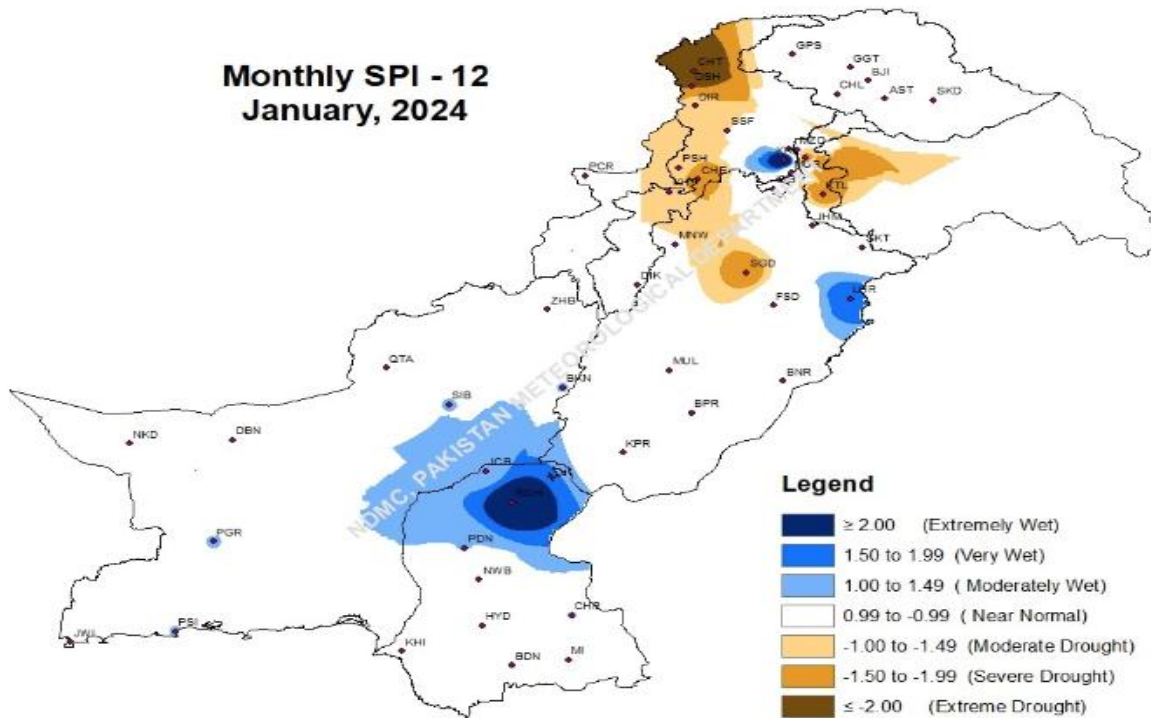 Monthly SPI - 12
January, 2024
GPS
GGT
BJI
CHT
DSH
CHL
AST
SKD
DIR
SSF
MZD
PSH
PCR
CHE
KTL
JHM
MNW
SKT
SGD
DIK
LHR
FSD
ZHB
QTA
MUL
BNR
BKN
SIB
BPR
NKD
DBN
KPR
JCB
PGR
PDN
NWB
CHR
PSI
HYD
JWI
KHI
BDN
MI
NDMC, PAKISTAN METEOROLOGICAL DEPARTMENT
Legend
≥ 2.00 (Extremely Wet)
1.50 to 1.99 (Very Wet)
1.00 to 1.49 ( Moderately Wet)
0.99 to -0.99 ( Near Normal)
-1.00 to -1.49 ( Moderate Drought)
-1.50 to -1.99 (Severe Drought)
≤ -2.00 (Extreme Drought)